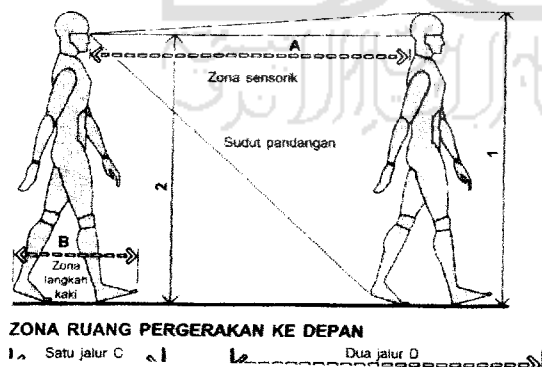 A
Zona sensorik
1
Sudut pandangan
2
B
Zona
langkah
kaki
ZONA RUANG PERGERAKAN KE DEPAN
Satu jalur C
Dua jalur D